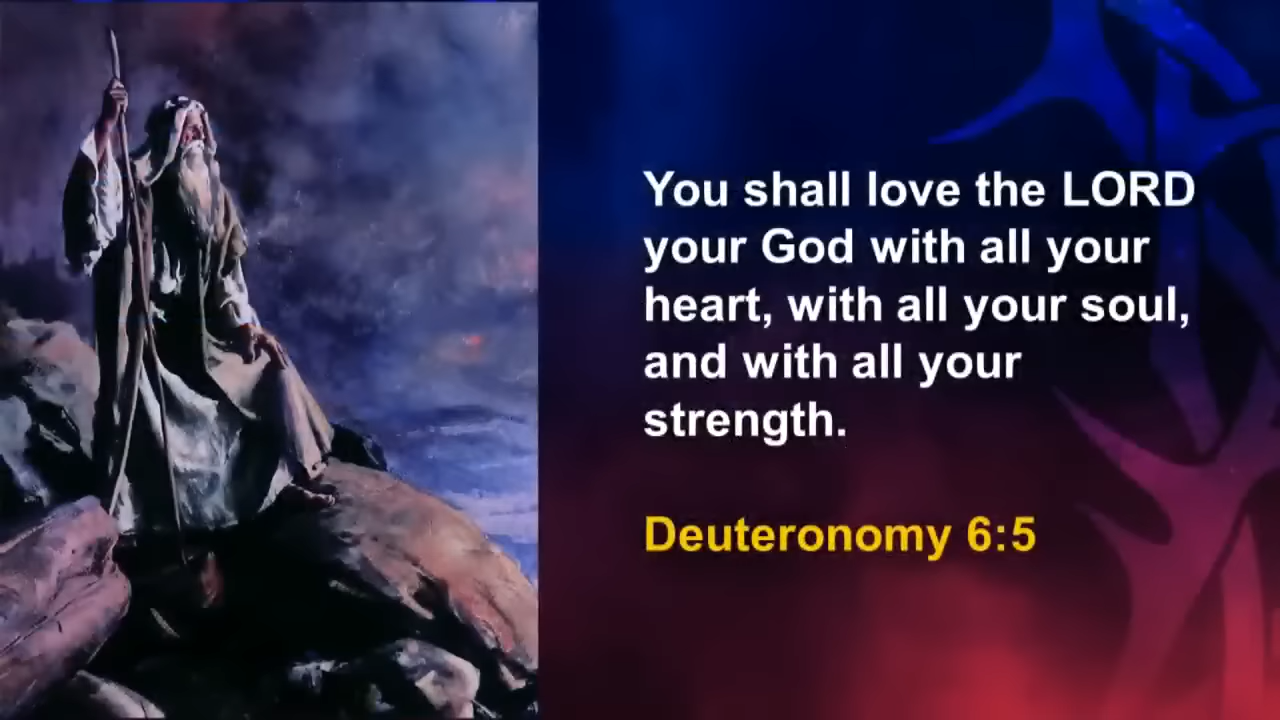 You shall love the LORD
your God with all your
heart, with all your soul,
and with all your
strength.
Deuteronomy 6:5